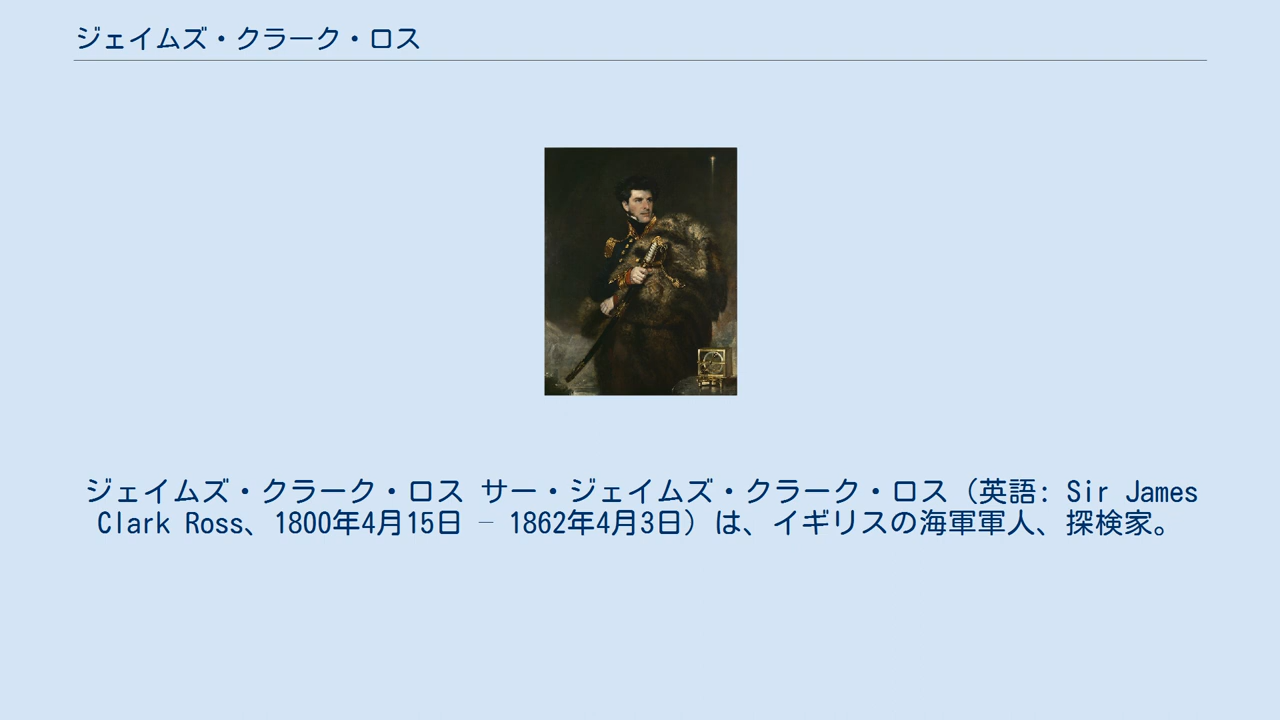 ジェイムズ・クラーク・ロス
ジェイムズ・クラーク・ロス サー・ジェイムズ・クラーク・ロス（英語: Sir James
Clark Ross、1800年4月15日 – 1862年4月3日）は、イギリスの海軍軍人、探検家。